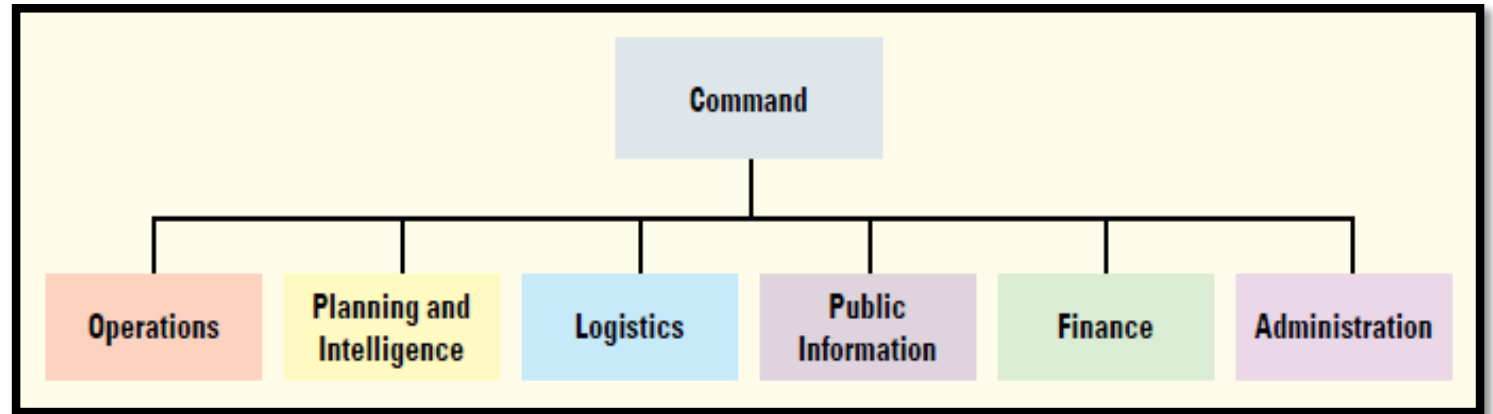 Command
Operations
Planning and
Intelligence
Logistics
Public
Information
Finance
Administration